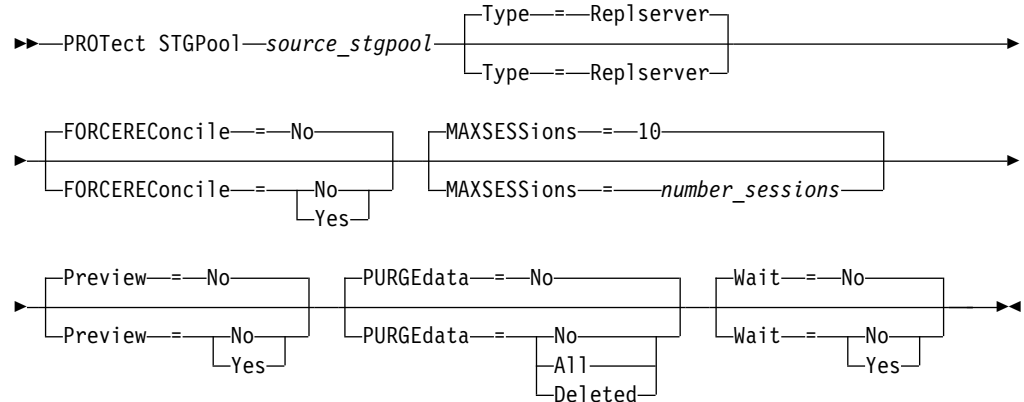 Type = Replserver
PROTect STGPool source_stgpool
Type = Replserver
FORCEREConcile = No MAXSESSions = 10
FORCEREConcile = No MAXSESSions = number_sessions
Yes
Preview = No PURGEdata = No Wait = No
Preview = No PURGEdata = No Wait = No
Yes All Yes
Deleted